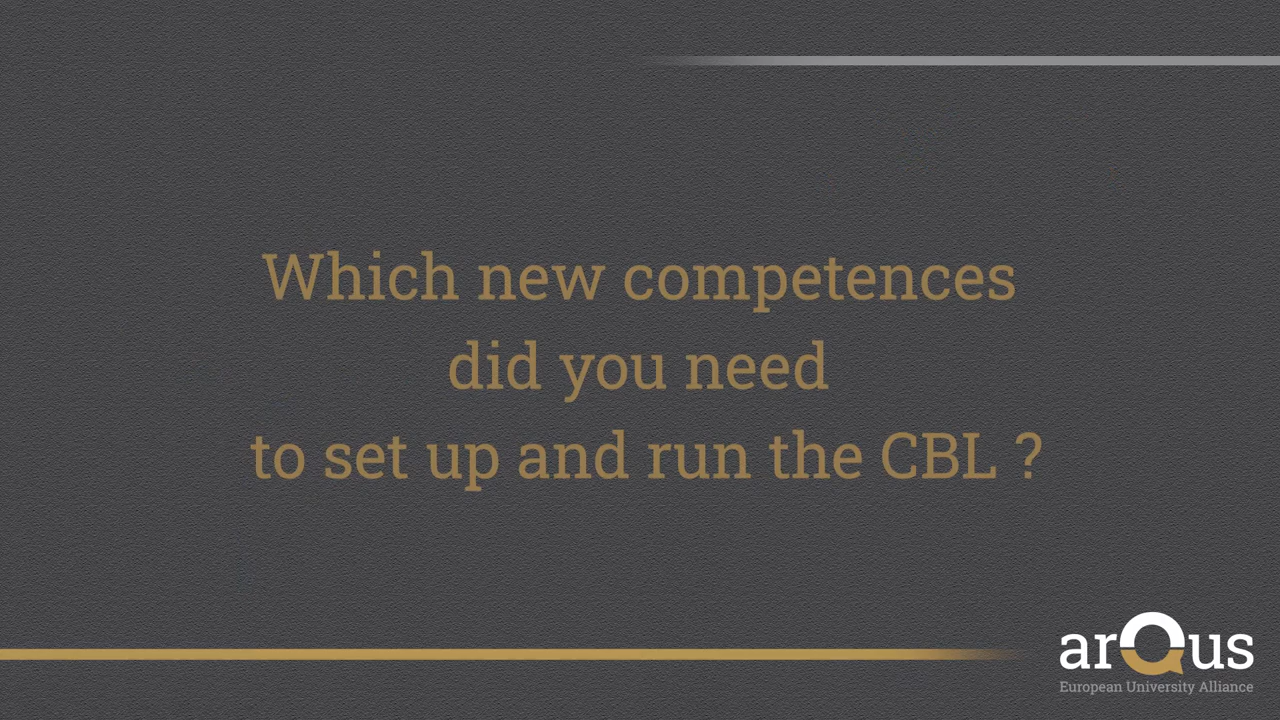 Which new competences
did you need
to set up and run the CBL ?
arQus
European University Alliance